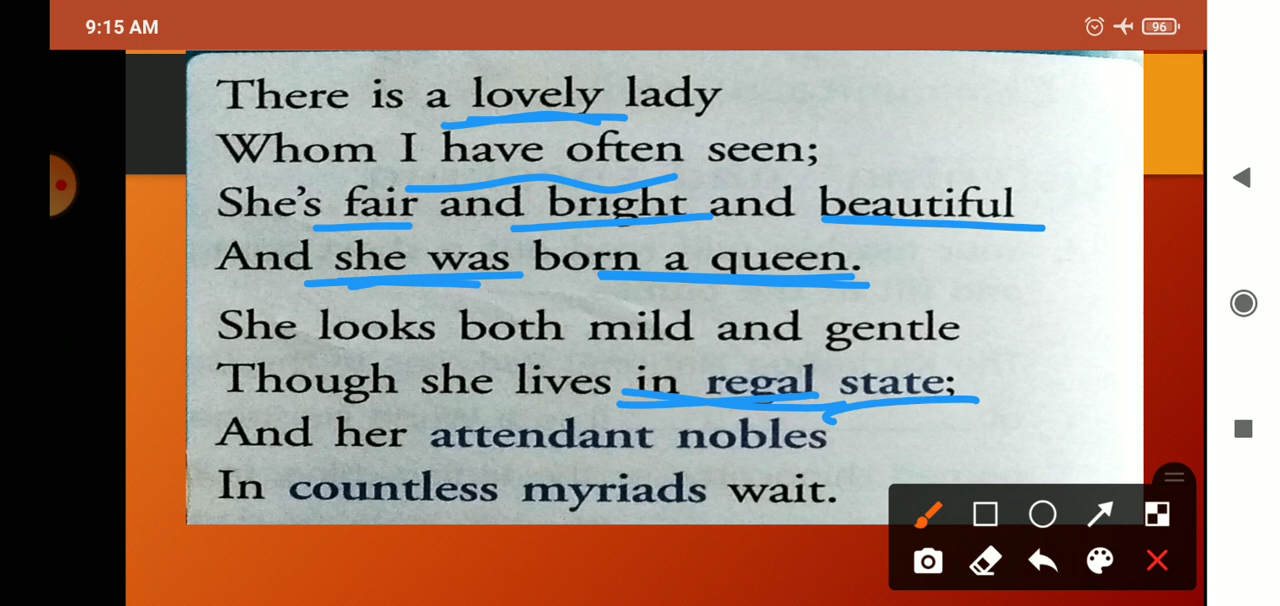 9:15 AM
96
There is a lovely lady
Whom I have often seen;
She's fair and bright and beautiful
And she was born a queen.
She looks both mild and gentle
Though she lives in regal state;
And her attendant nobles
In countless myriads wait.